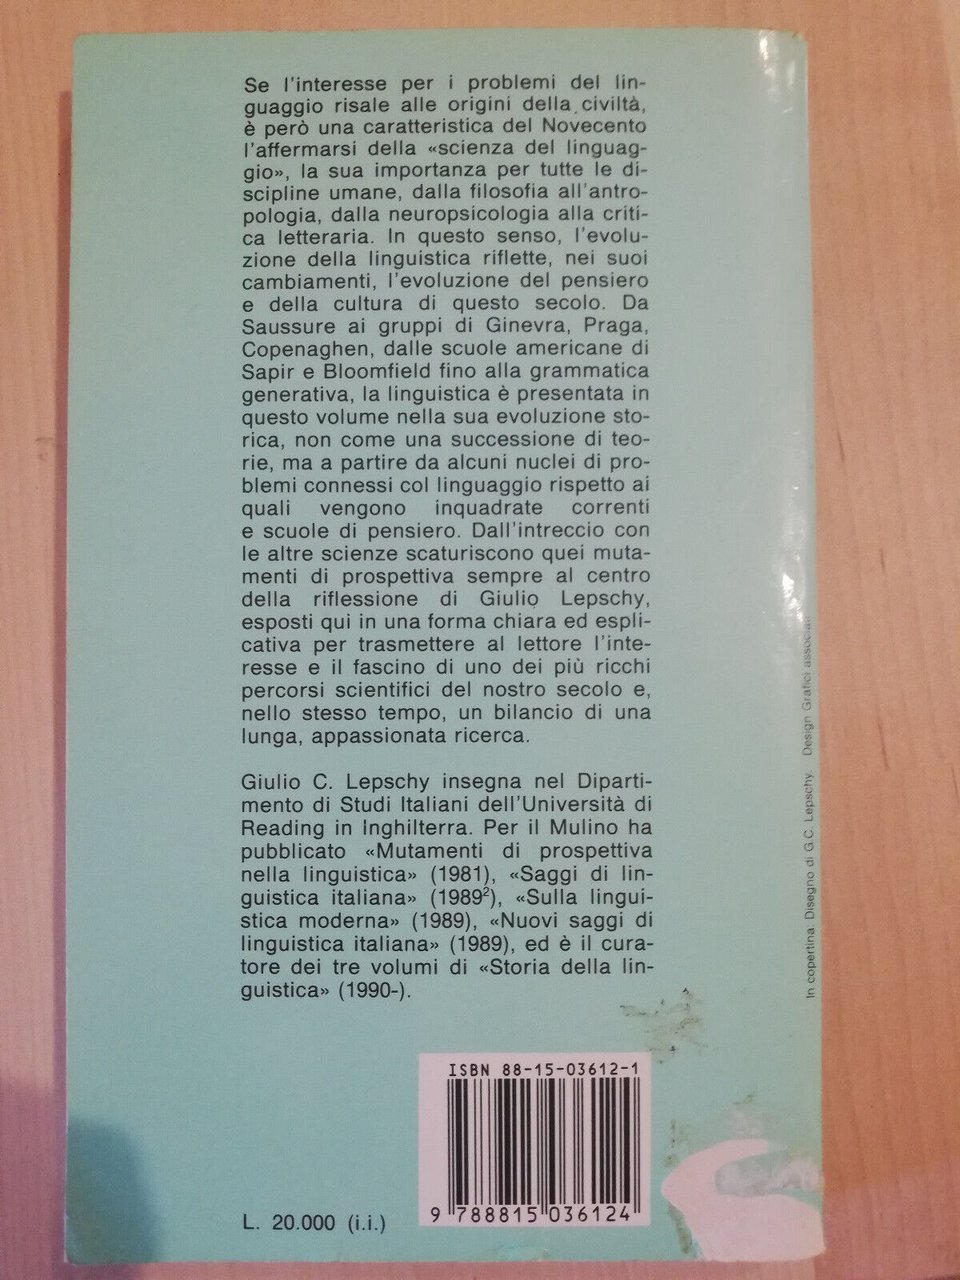 Se l'interesse per i problemi del lin-
guaggio risale alle origini della civiltà,
è però una caratteristica del Novecento
l'affermarsi della «scienza del linguag-
gio», la sua importanza per tutte le di-
scipline umane, dalla filosofia all'antro-
pologia, dalla neuropsicologia alla criti-
ca letteraria. In questo senso, l'evolu-
zione della linguistica riflette, nei suoi
cambiamenti, l'evoluzione del pensiero
e della cultura di questo secolo. Da
Saussure ai gruppi di Ginevra, Praga,
Copenaghen, dalle scuole americane di
Sapir e Bloomfield fino alla grammatica
generativa, la linguistica è presentata in
questo volume nella sua evoluzione sto-
rica, non come una successione di teo-
rie, ma a partire da alcuni nuclei di pro-
blemi connessi col linguaggio rispetto ai
quali vengono inquadrate correnti
e scuole di pensiero. Dall'intreccio con
le altre scienze scaturiscono quei muta-
menti di prospettiva sempre al centro
della riflessione di Giulio Lepschy,
esposti qui in una forma chiara ed espli-
cativa per trasmettere al lettore l'inte-
resse e il fascino di uno dei più ricchi
percorsi scientifici del nostro secolo e,
nello stesso tempo, un bilancio di una
lunga, appassionata ricerca.
Giulio C. Lepschy insegna nel Diparti-
mento di Studi Italiani dell'Università di
Reading in Inghilterra. Per il Mulino ha
pubblicato «Mutamenti di prospettiva
nella linguistica» (1981), «Saggi di lin-
guistica italiana» (1989²), «Sulla lingui-
stica moderna» (1989), «Nuovi saggi di
linguistica italiana» (1989), ed è il cura-
tore dei tre volumi di «Storia della lin-
guistica» (1990-).
In copertina: Disegno di G.C. Lepschy. Design Grafici
ISBN 88-15-03612-1
9 788815 036124
L. 20.000 (i.i.)